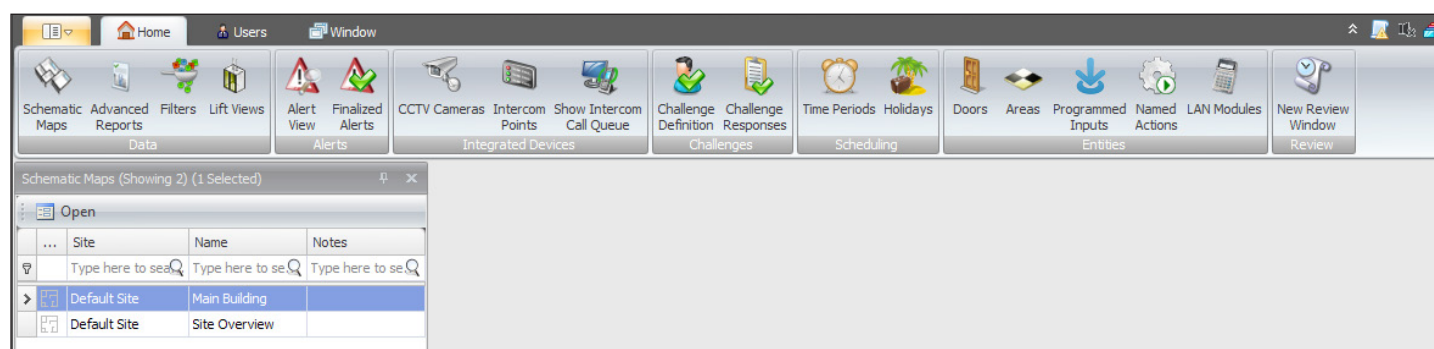 Home Users Window
Schematic Maps Advanced Reports Filters Lift Views Alert View Finalized Alerts CCTV Cameras Intercom Points Show Intercom Call Queue Challenge Definition Challenge Responses Time Periods Holidays Doors Areas Programmed Inputs Named Actions LAN Modules New Review Window
Data Alerts Integrated Devices Challenges Scheduling Entities Review
Schematic Maps (Showing 2) (1 Selected)
Open
... Site Name Notes
Type here to sea Type here to se Type here to se
Default Site Main Building
Default Site Site Overview